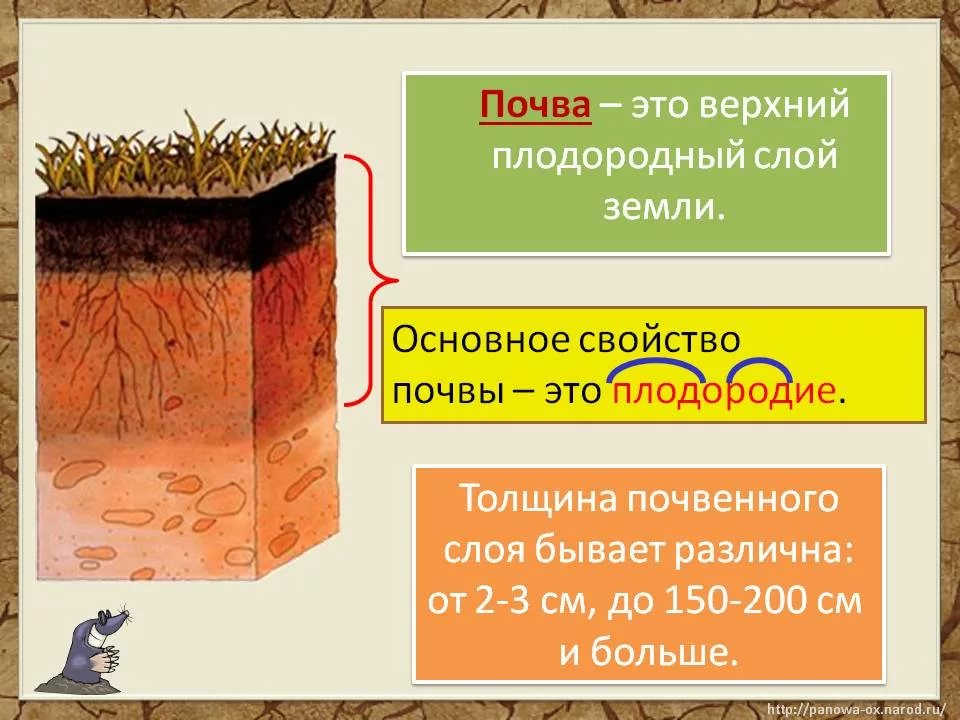 Почва – это верхний
плодородный слой
земли.
Основное свойство
почвы – это плодородие.
Толщина почвенного
слоя бывает различна:
от 2-3 см, до 150-200 см
и больше.
http://panowa-ox.narod.ru/